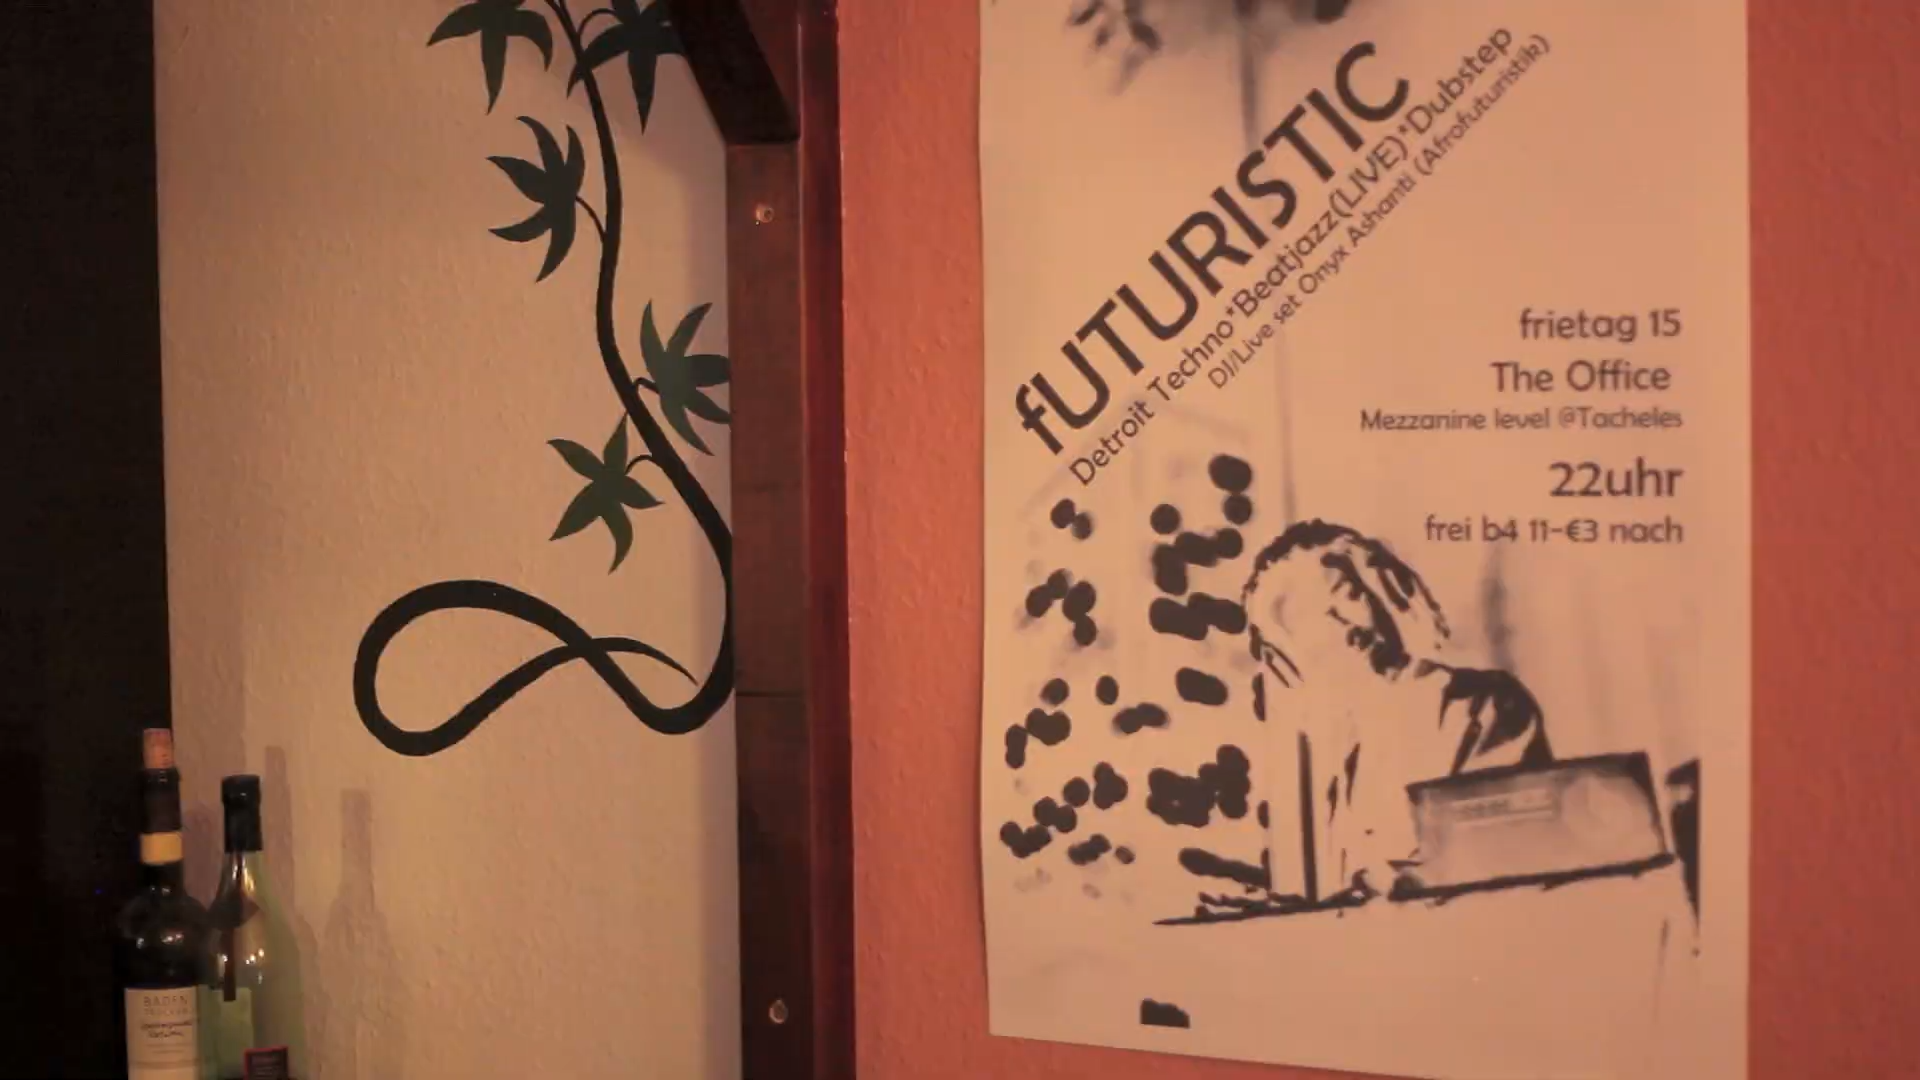 fUTURISTIC
Detroit Techno*Beatjazz(LIVE)*Dubstep
DJ/Live set Onyx Ashanti (Afrofuturistik)
frietag 15
The Office
Mezzanine level @Tacheles
22uhr
frei b4 11-€3 nach
BADEN